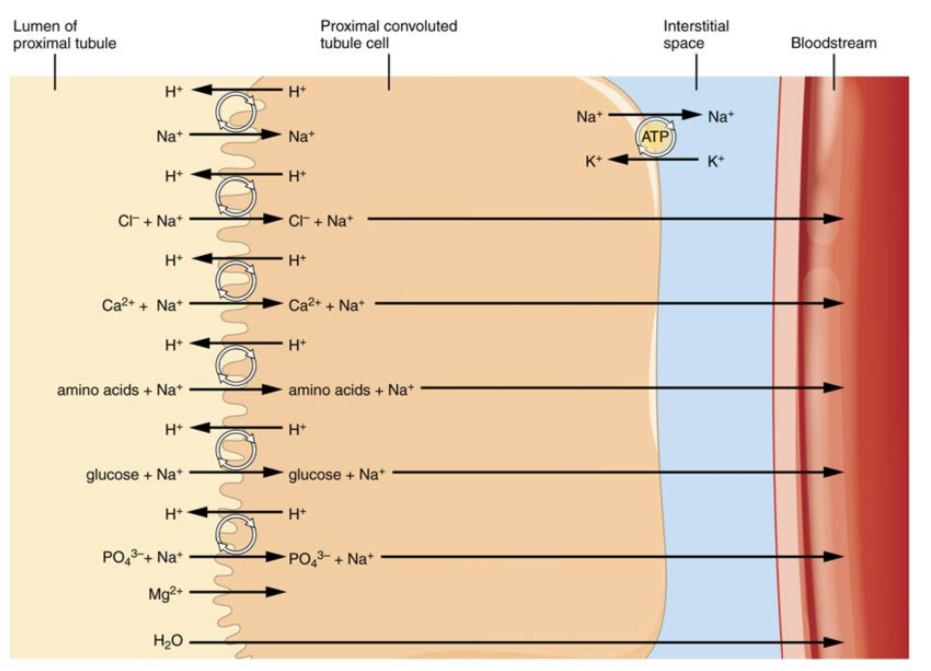 Lumen of
proximal tubule
Proximal convoluted
tubule cell
Interstitial
space
Bloodstream
H⁺ H⁺
Na⁺ Na⁺
Na⁺ Na⁺
ATP
K⁺ K⁺
H⁺ H⁺
Cl⁻ + Na⁺ Cl⁻ + Na⁺
H⁺ H⁺
Ca²⁺ + Na⁺ Ca²⁺ + Na⁺
H⁺ H⁺
amino acids + Na⁺ amino acids + Na⁺
H⁺ H⁺
glucose + Na⁺ glucose + Na⁺
H⁺ H⁺
PO₄³⁻ + Na⁺ PO₄³⁻ + Na⁺
Mg²⁺
H₂O